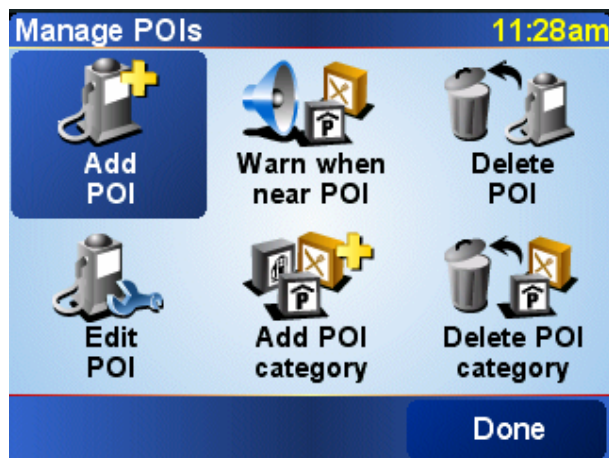 Manage POIs 11:28am
Add
POI
Warn when
near POI
Delete
POI
Edit
POI
Add POI
category
Delete POI
category
Done